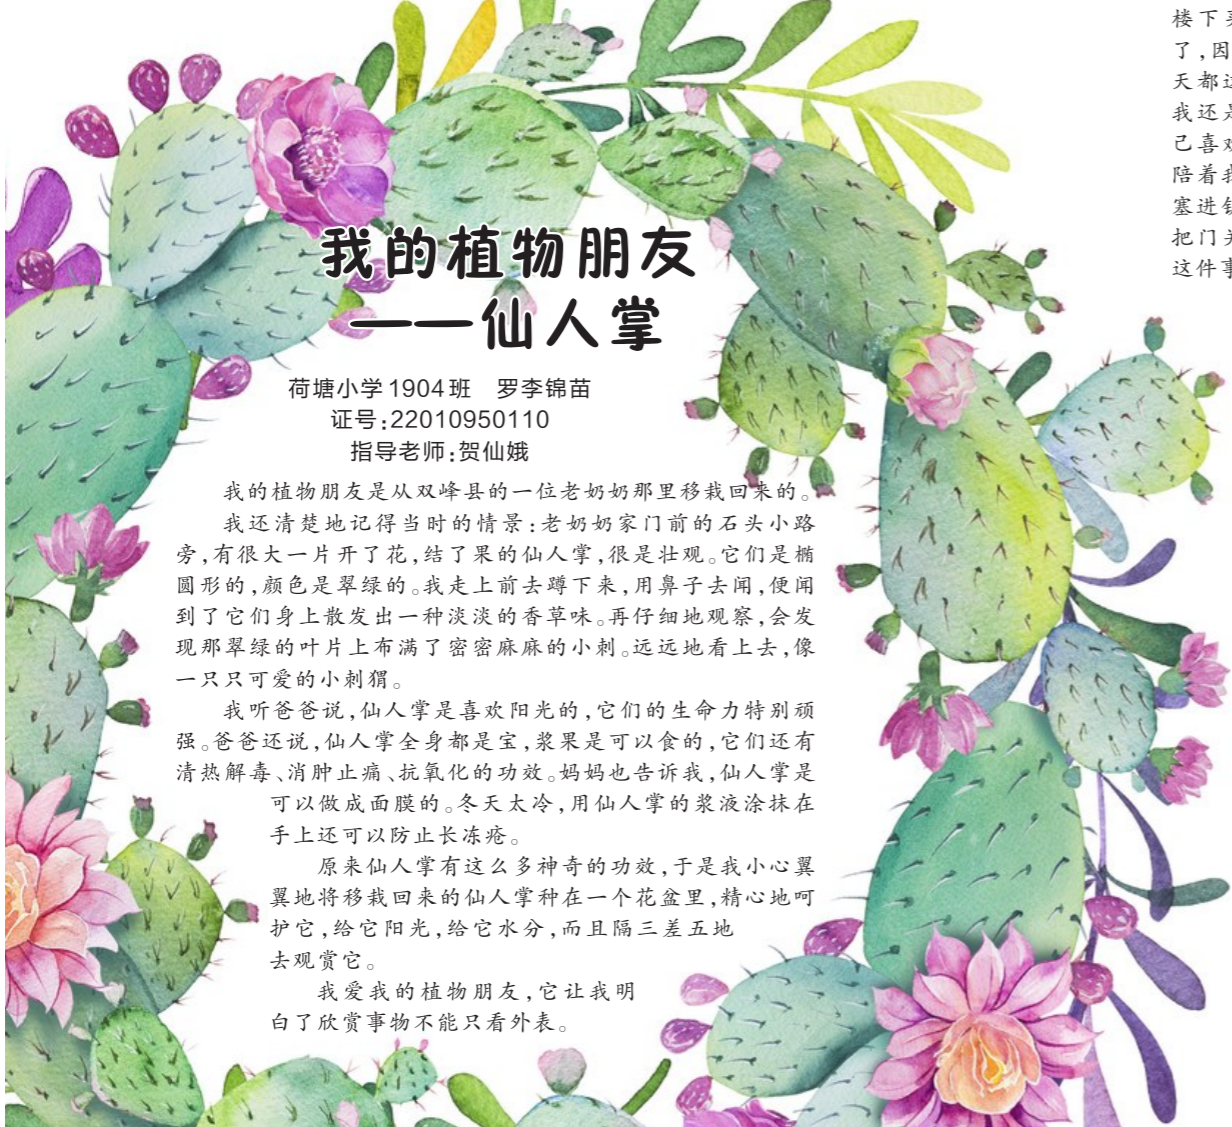 我的植物朋友
——仙人掌
荷塘小学1904班 罗李锦苗
证号:22010950110
指导老师:贺仙娥
我的植物朋友是从双峰县的一位老奶奶那里移栽回来的。
我还清楚地记得当时的情景:老奶奶家门前的石头小路
旁,有很大一片开了花,结了果的仙人掌,很是壮观。它们是椭
圆形的,颜色是翠绿的。我走上前去蹲下来,用鼻子去闻,便闻
到了它们身上散发出一种淡淡的香草味。再仔细地观察,会发
现那翠绿的叶片上布满了密密麻麻的小刺。远远地看上去,像
一只只可爱的小刺猬。
我听爸爸说,仙人掌是喜欢阳光的,它们的生命力特别顽
强。爸爸还说,仙人掌全身都是宝,浆果是可以食的,它们还有
清热解毒、消肿止痛、抗氧化的功效。妈妈也告诉我,仙人掌是
可以做成面膜的。冬天太冷,用仙人掌的浆液涂抹在
手上还可以防止长冻疮。
原来仙人掌有这么多神奇的功效,于是我小心翼
翼地将移栽回来的仙人掌种在一个花盆里,精心地呵
护它,给它阳光,给它水分,而且隔三差五地
去观赏它。
我爱我的植物朋友,它让我明
白了欣赏事物不能只看外表。
楼下
了,因
天都
我还是
己喜欢
陪着我
塞进钱
把门关
这件事